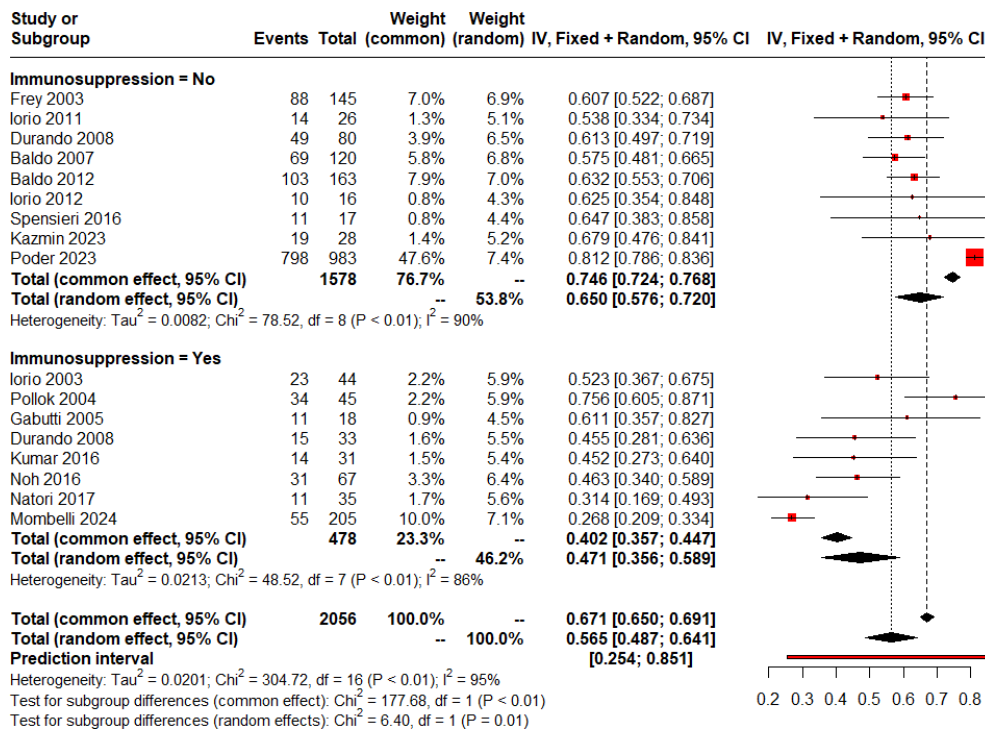 Study or Weight Weight
Subgroup Events Total (common) (random) IV, Fixed + Random, 95% CI IV, Fixed + Random, 95% CI
Immunosuppression = No
Frey 2003 88 145 7.0% 6.9% 0.607 [0.522; 0.687]
Iorio 2011 14 26 1.3% 5.1% 0.538 [0.334; 0.734]
Durando 2008 49 80 3.9% 6.5% 0.613 [0.497; 0.719]
Baldo 2007 69 120 5.8% 6.8% 0.575 [0.481; 0.665]
Baldo 2012 103 163 7.9% 7.0% 0.632 [0.553; 0.706]
Iorio 2012 10 16 0.8% 4.3% 0.625 [0.354; 0.848]
Spensieri 2016 11 17 0.8% 4.4% 0.647 [0.383; 0.858]
Kazmin 2023 19 28 1.4% 5.2% 0.679 [0.476; 0.841]
Poder 2023 798 983 47.6% 7.4% 0.812 [0.786; 0.836]
Total (common effect, 95% CI) 1578 76.7% -- 0.746 [0.724; 0.768]
Total (random effect, 95% CI) -- 53.8% 0.650 [0.576; 0.720]
Heterogeneity: Tau² = 0.0082; Chi² = 78.52, df = 8 (P < 0.01); I² = 90%
Immunosuppression = Yes
Iorio 2003 23 44 2.2% 5.9% 0.523 [0.367; 0.675]
Pollok 2004 34 45 2.2% 5.9% 0.756 [0.605; 0.871]
Gabutti 2005 11 18 0.9% 4.5% 0.611 [0.357; 0.827]
Durando 2008 15 33 1.6% 5.5% 0.455 [0.281; 0.636]
Kumar 2016 14 31 1.5% 5.4% 0.452 [0.273; 0.640]
Noh 2016 31 67 3.3% 6.4% 0.463 [0.340; 0.589]
Natori 2017 11 35 1.7% 5.6% 0.314 [0.169; 0.493]
Mombelli 2024 55 205 10.0% 7.1% 0.268 [0.209; 0.334]
Total (common effect, 95% CI) 478 23.3% -- 0.402 [0.357; 0.447]
Total (random effect, 95% CI) -- 46.2% 0.471 [0.356; 0.589]
Heterogeneity: Tau² = 0.0213; Chi² = 48.52, df = 7 (P < 0.01); I² = 86%
Total (common effect, 95% CI) 2056 100.0% -- 0.671 [0.650; 0.691]
Total (random effect, 95% CI) -- 100.0% 0.565 [0.487; 0.641]
Prediction interval [0.254; 0.851]
Heterogeneity: Tau² = 0.0201; Chi² = 304.72, df = 16 (P < 0.01); I² = 95%
Test for subgroup differences (common effect): Chi² = 177.68, df = 1 (P < 0.01)
Test for subgroup differences (random effects): Chi² = 6.40, df = 1 (P = 0.01)
0.2 0.3 0.4 0.5 0.6 0.7 0.8